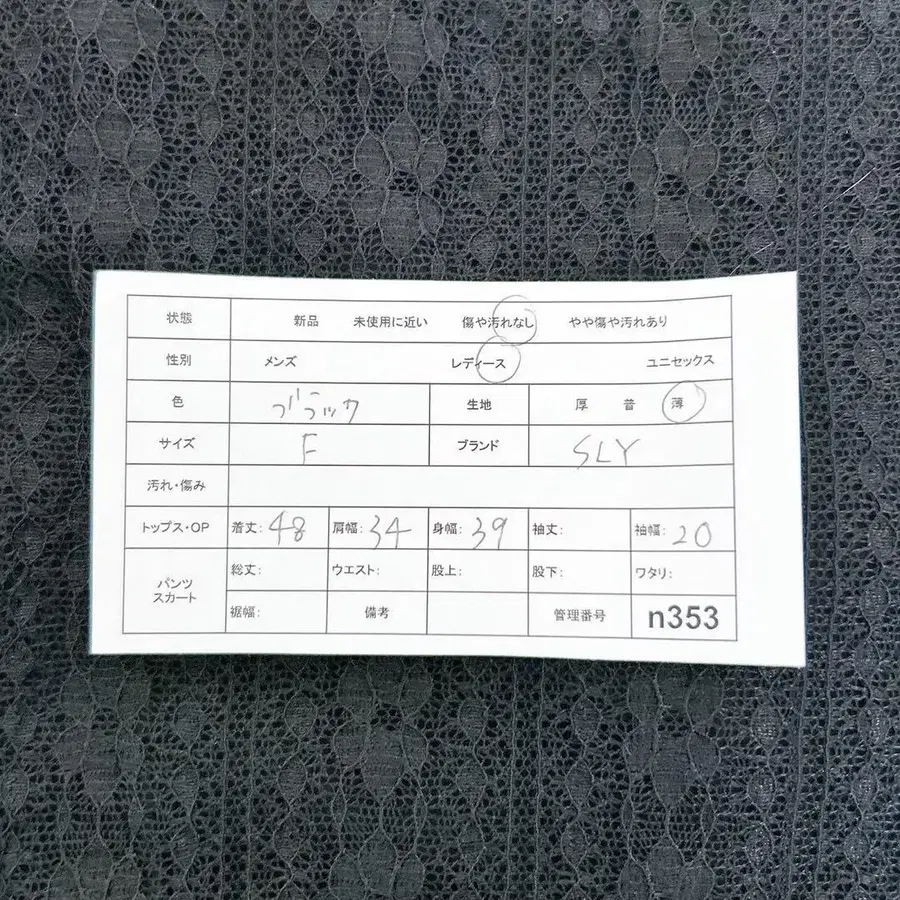 状態 新品 未使用に近い 傷や汚れなし やや傷や汚れあり
性別 メンズ レディース ユニセックス
色 ブラック 生地 厚 普 薄
サイズ F ブランド SLY
汚れ・傷み
トップス・OP 着丈: 48 肩幅: 34 身幅: 39 袖丈: 袖幅: 20
パンツ スカート 総丈: ウエスト: 股上: 股下: ワタリ:
裾幅: 備考 管理番号 n353